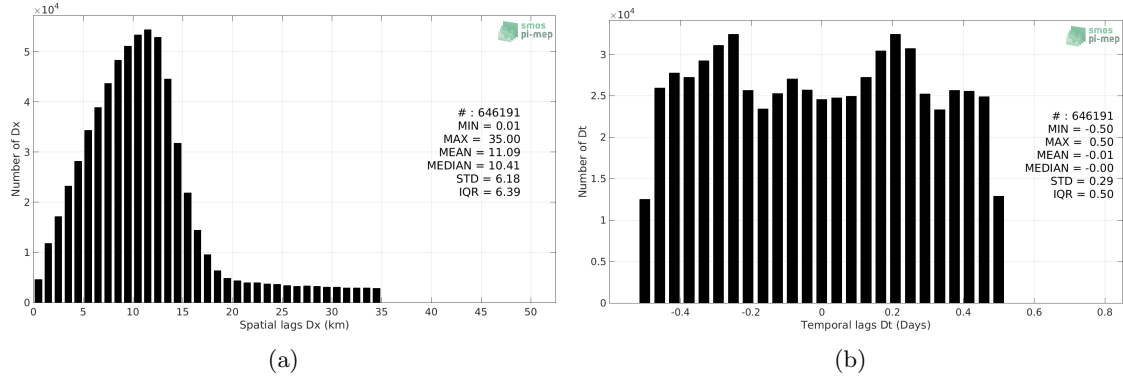 ×10⁴
smos
pi-mep
5
4
3
2
1
0
Number of Dx
# : 646191
MIN = 0.01
MAX = 35.00
MEAN = 11.09
MEDIAN = 10.41
STD = 6.18
IQR = 6.39
0 5 10 15 20 25 30 35 40 45 50
Spatial lags Dx (km)
(a)
×10⁴
smos
pi-mep
3
2.5
2
1.5
1
0.5
0
Number of Dt
# : 646191
MIN = -0.50
MAX = 0.50
MEAN = -0.01
MEDIAN = -0.00
STD = 0.29
IQR = 0.50
-0.4 -0.2 0 0.2 0.4 0.6 0.8
Temporal lags Dt (Days)
(b)